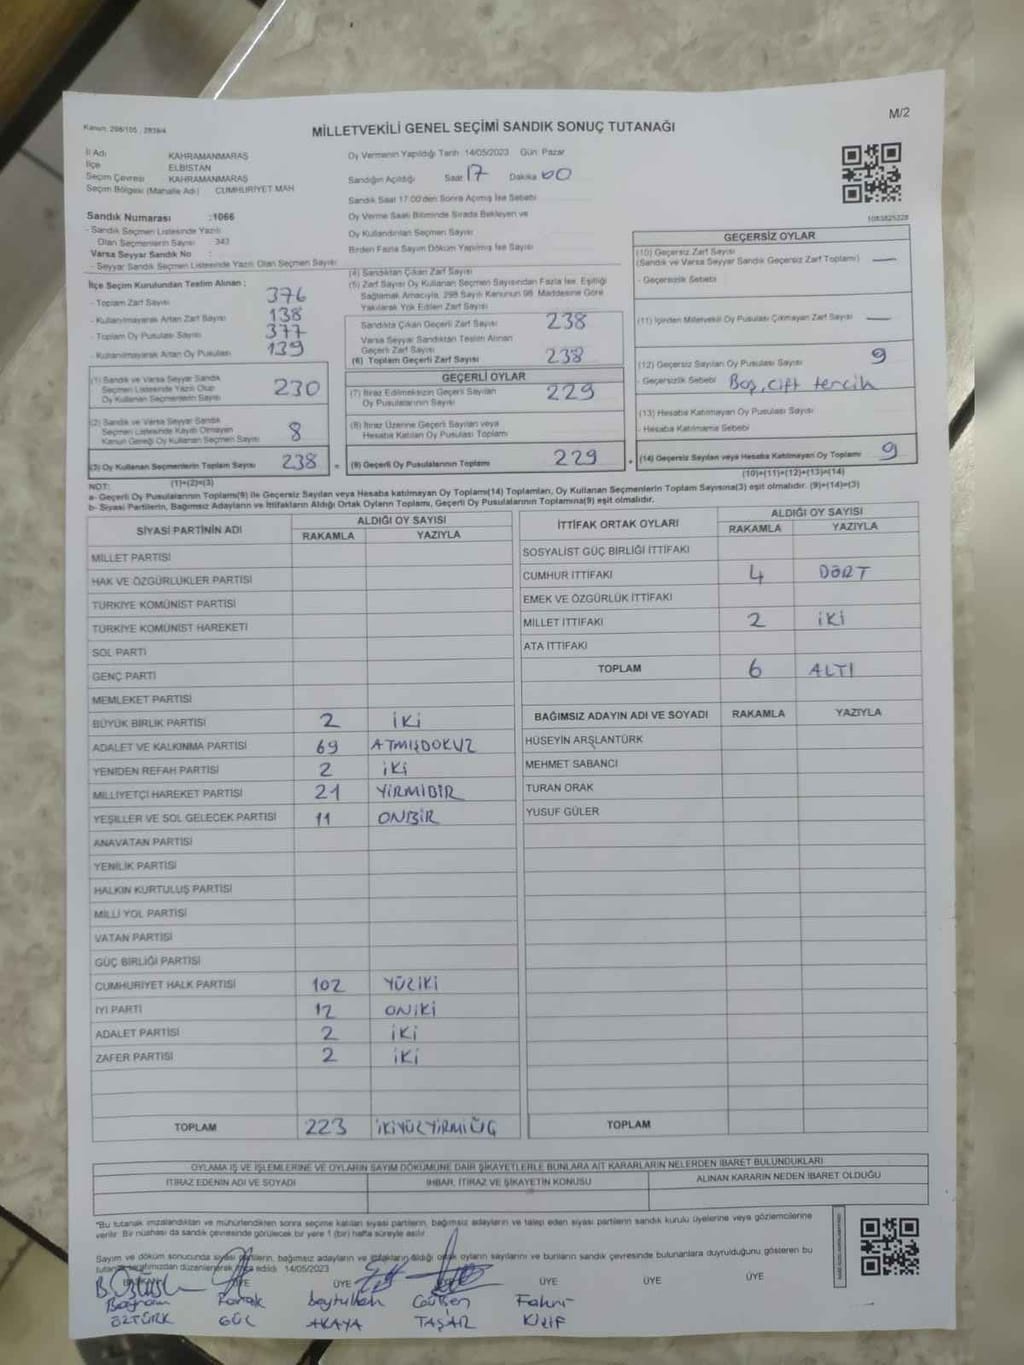 M/2
Kanun: 298/105 ; 2839/4
MİLLETVEKİLİ GENEL SEÇİMİ SANDIK SONUÇ TUTANAĞI
İl Adı KAHRAMANMARAŞ
İlçe ELBİSTAN
Seçim Çevresi KAHRAMANMARAŞ
Seçim Bölgesi (Mahalle Adı) CUMHURİYET MAH
Oy Vermenin Yapıldığı Tarih 14/05/2023 Gün Pazar
Sandığın Açıldığı Saat 17 Dakika 00
Sandık Saat 17:00'den Sonra Açılmış İse Sebebi
Oy Verme Saati Bitiminde Sırada Bekleyen ve
Oy Kullandırılan Seçmen Sayısı
Birden Fazla Sayım Döküm Yapılmış İse Sayısı
1083825228
Sandık Numarası :1066
- Sandık Seçmen Listesinde Yazılı
Olan Seçmenlerin Sayısı 343
Varsa Seyyar Sandık No :
- Seyyar Sandık Seçmen Listesinde Yazılı Olan Seçmen Sayısı
İlçe Seçim Kurulundan Teslim Alınan :
- Toplam Zarf Sayısı 376
- Kullanılmayarak Artan Zarf Sayısı 138
- Toplam Oy Pusulası Sayısı 377
- Kullanılmayarak Artan Oy Pusulası 139
(1) Sandık ve Varsa Seyyar Sandık
Seçmen Listesinde Yazılı Olup
Oy Kullanan Seçmenlerin Sayısı 230
(2) Sandık ve Varsa Seyyar Sandık
Seçmen Listesinde Kayıtlı Olmayan
Kanun Gereği Oy Kullanan Seçmen Sayısı 8
(3) Oy Kullanan Seçmenlerin Toplam Sayısı 238
(1)+(2)=(3)
(4) Sandıktan Çıkan Zarf Sayısı
(5) Zarf Sayısı Oy Kullanan Seçmen Sayısından Fazla İse, Eşitliği
Sağlamak Amacıyla, 298 Sayılı Kanunun 98. Maddesine Göre
Yakılarak Yok Edilen Zarf Sayısı
Sandıkta Çıkan Geçerli Zarf Sayısı 238
Varsa Seyyar Sandıktan Teslim Alınan
Geçerli Zarf Sayısı
(6) Toplam Geçerli Zarf Sayısı 238
GEÇERLİ OYLAR
(7) İtiraz Edilmeksizin Geçerli Sayılan
Oy Pusulalarının Sayısı 229
(8) İtiraz Üzerine Geçerli Sayılan veya
Hesaba Katılan Oy Pusulası Toplamı
= (9) Geçerli Oy Pusulalarının Toplamı 229
GEÇERSİZ OYLAR
(10) Geçersiz Zarf Sayısı
(Sandık ve Varsa Seyyar Sandık Geçersiz Zarf Toplamı) —
- Geçersizlik Sebebi
(11) İçinden Milletvekili Oy Pusulası Çıkmayan Zarf Sayısı —
(12) Geçersiz Sayılan Oy Pusulası Sayısı 9
- Geçersizlik Sebebi Boş, çift tercih
(13) Hesaba Katılmayan Oy Pusulası Sayısı
- Hesaba Katılmama Sebebi
+ (14) Geçersiz Sayılan veya Hesaba Katılmayan Oy Toplamı 9
(10)+(11)+(12)+(13)=(14)
NOT:
a- Geçerli Oy Pusulalarının Toplamı(9) ile Geçersiz Sayılan veya Hesaba katılmayan Oy Toplamı(14) Toplamları, Oy Kullanan Seçmenlerin Toplam Sayısına(3) eşit olmalıdır. (9)+(14)=(3)
b- Siyasi Partilerin, Bağımsız Adayların ve İttifakların Aldığı Ortak Oyların Toplamı, Geçerli Oy Pusulalarının Toplamına(9) eşit olmalıdır.
SİYASİ PARTİNİN ADI ALDIĞI OY SAYISI
RAKAMLA YAZIYLA
MİLLET PARTİSİ
HAK VE ÖZGÜRLÜKLER PARTİSİ
TÜRKİYE KOMÜNİST PARTİSİ
TÜRKİYE KOMÜNİST HAREKETİ
SOL PARTİ
GENÇ PARTİ
MEMLEKET PARTİSİ
BÜYÜK BİRLİK PARTİSİ 2 İKİ
ADALET VE KALKINMA PARTİSİ 69 ATMIŞDOKUZ
YENİDEN REFAH PARTİSİ 2 İKİ
MİLLİYETÇİ HAREKET PARTİSİ 21 YİRMİBİR
YEŞİLLER VE SOL GELECEK PARTİSİ 11 ONBİR
ANAVATAN PARTİSİ
YENİLİK PARTİSİ
HALKIN KURTULUŞ PARTİSİ
MİLLİ YOL PARTİSİ
VATAN PARTİSİ
GÜÇ BİRLİĞİ PARTİSİ
CUMHURİYET HALK PARTİSİ 102 YÜZİKİ
İYİ PARTİ 12 ONİKİ
ADALET PARTİSİ 2 İKİ
ZAFER PARTİSİ 2 İKİ
TOPLAM 223 İKİYÜZYİRMİÜÇ
İTTİFAK ORTAK OYLARI ALDIĞI OY SAYISI
RAKAMLA YAZIYLA
SOSYALİST GÜÇ BİRLİĞİ İTTİFAKI
CUMHUR İTTİFAKI 4 DÖRT
EMEK VE ÖZGÜRLÜK İTTİFAKI
MİLLET İTTİFAKI 2 İKİ
ATA İTTİFAKI
TOPLAM 6 ALTI
BAĞIMSIZ ADAYIN ADI VE SOYADI RAKAMLA YAZIYLA
HÜSEYİN ARŞLANTÜRK
MEHMET SABANCI
TURAN ORAK
YUSUF GÜLER
TOPLAM
OYLAMA İŞ VE İŞLEMLERİNE VE OYLARIN SAYIM DÖKÜMÜNE DAİR ŞİKAYETLERLE BUNLARA AİT KARARLARIN NELERDEN İBARET BULUNDUKLARI
İTİRAZ EDENİN ADI VE SOYADI İHBAR, İTİRAZ VE ŞİKAYETİN KONUSU ALINAN KARARIN NEDEN İBARET OLDUĞU
"Bu tutanak imzalandıktan ve mühürlendikten sonra seçime katılan siyasi partilerin, bağımsız adayların ve talep eden siyasi partilerin sandık kurulu üyelerine veya gözlemcilerine
verilir. Bir nüshası da sandık çevresinde görülecek bir yere 1 (bir) hafta süreyle asılır
Sayım ve döküm sonucunda siyasi partilerin, bağımsız adayların ve ittifakların aldığı ortak oyların sayılarını ve bunların sandık çevresinde bulunanlara duyrulduğunu gösteren bu
tutanak tarafımızdan düzenlenerek imza edildi. 14/05/2023
ÜYE ÜYE ÜYE ÜYE ÜYE ÜYE
Bayram Konak beytullah Gülşen Fahri
ÖZTÜRK GÜL AKAYA TAŞAR